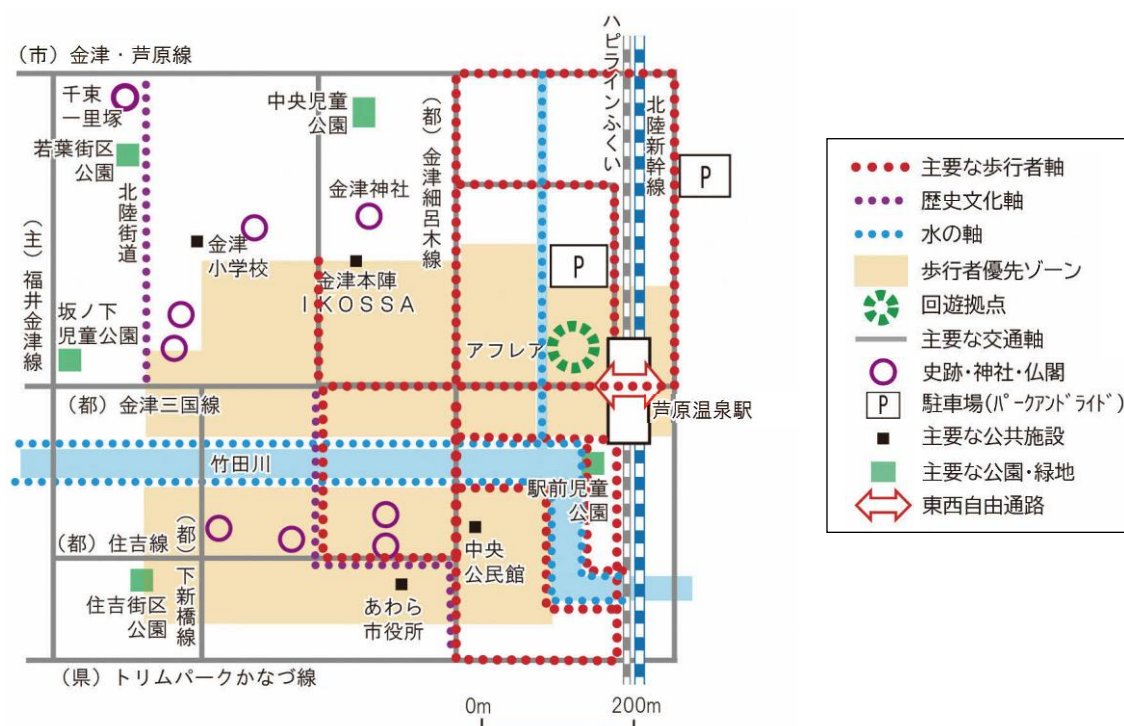 (市)金津・芦原線
千束
一里塚
若葉街区
公園
北陸街道
中央児童
公園
(都)金津細呂木線
ハピラインふくい
北陸新幹線
P
金津神社
金津
小学校
金津本陣
IKOSSA
P
(主)福井金津線
坂ノ下
児童公園
アフレア
(都)金津三国線
芦原温泉駅
竹田川
駅前児童
公園
(都)住吉線
(都)下新橋線
中央
公民館
住吉街区
公園
あわら
市役所
(県)トリムパークかなづ線
0m
200m
主要な歩行者軸
歴史文化軸
水の軸
歩行者優先ゾーン
回遊拠点
主要な交通軸
史跡・神社・仏閣
P 駐車場(パークアンドライド)
主要な公共施設
主要な公園・緑地
東西自由通路